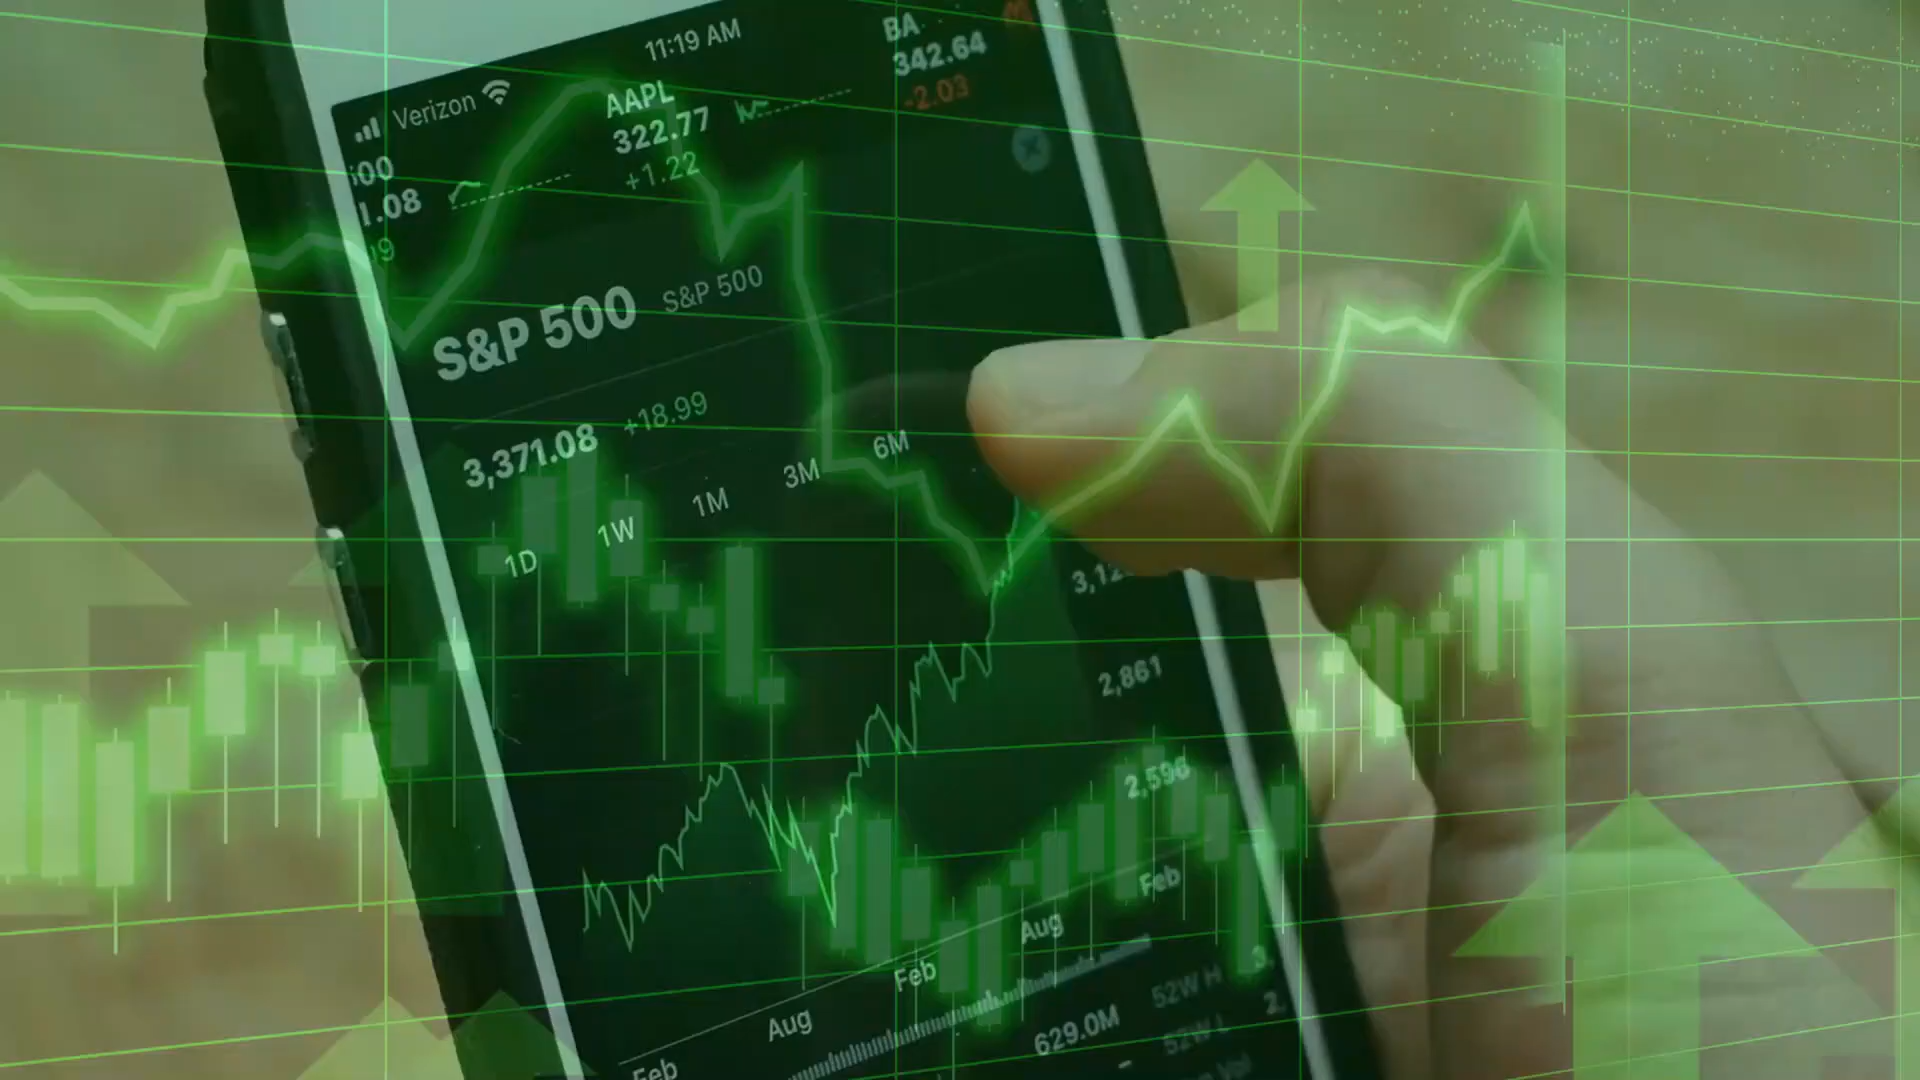 11:19 AM
Verizon
AAPL
322.77
+1.22
BA
342.64
-2.03
1.08
S&P 500 S&P 500
3,371.08 +18.99
1D 1W 1M 3M 6M
2,861
2,596
Feb Aug Feb Aug Feb
629.0M
52W H
52W L